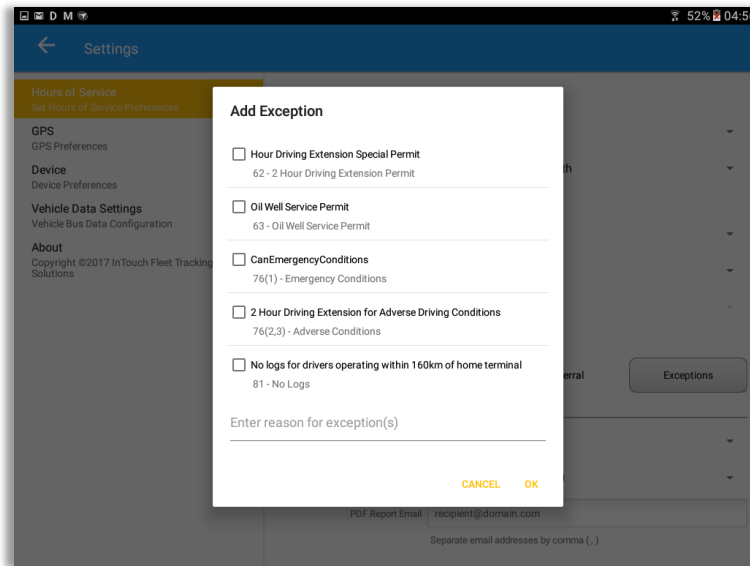 D M 52% 04:5
Settings
Hours of Service
Set Hours of Service Preferences
GPS
GPS Preferences
Device
Device Preferences
Vehicle Data Settings
Vehicle Bus Data Configuration
About
Copyright ©2017 InTouch Fleet Tracking
Solutions
Add Exception
Hour Driving Extension Special Permit
62 - 2 Hour Driving Extension Permit
Oil Well Service Permit
63 - Oil Well Service Permit
CanEmergencyConditions
76(1) - Emergency Conditions
2 Hour Driving Extension for Adverse Driving Conditions
76(2,3) - Adverse Conditions
No logs for drivers operating within 160km of home terminal
81 - No Logs
Enter reason for exception(s)
CANCEL OK
th
erral
Exceptions
PDF Report Email recipient@domain.com
Separate email addresses by comma ( , )